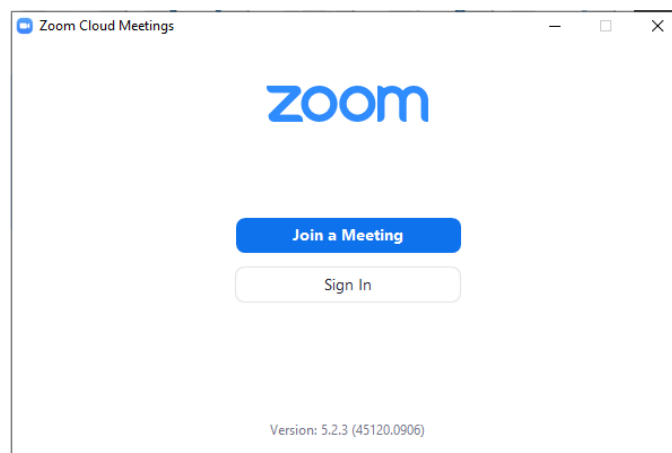 Zoom Cloud Meetings
zoom
Join a Meeting
Sign In
Version: 5.2.3 (45120.0906)